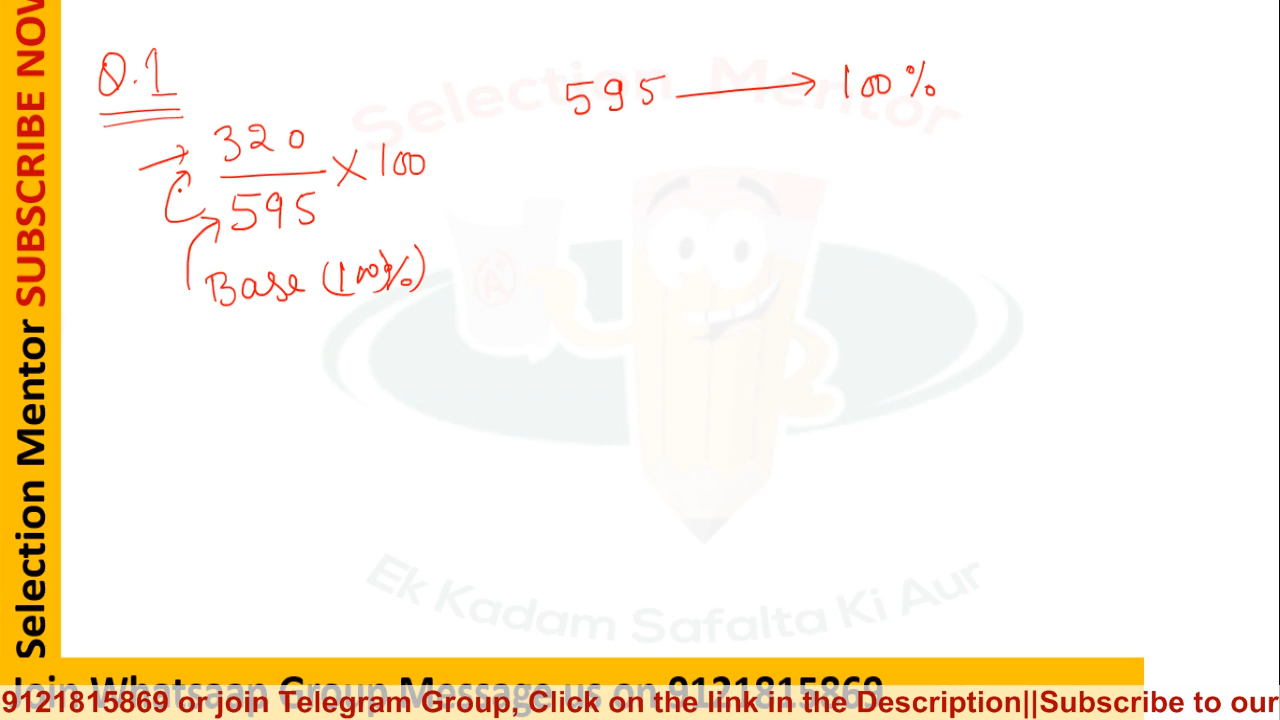 Selection Mentor SUBSCRIBE NOW
Q.1
320
595
X 100
Base (100%)
595 → 100%
Selection Mentor
A+
Ek Kadam Safalta Ki Aur
Join Whatsaap Group Message us on 9121815869
9121815869 or join Telegram Group, Click on the link in the Description||Subscribe to our